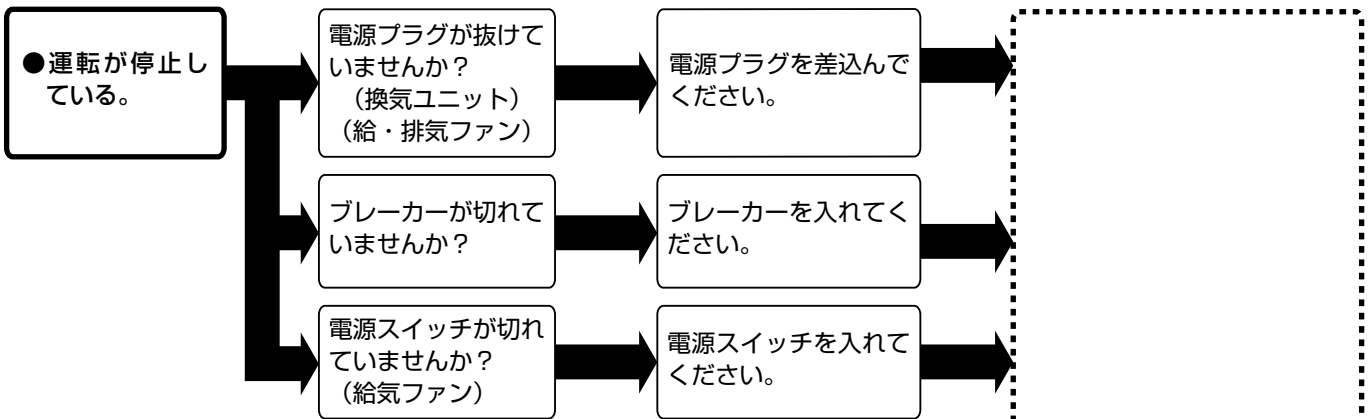 ●運転が停止し
ている。
電源プラグが抜けて
いませんか？
（換気ユニット）
（給・排気ファン）
電源プラグを差込んで
ください。
ブレーカーが切れて
いませんか？
ブレーカーを入れてく
ださい。
電源スイッチが切れ
ていませんか？
（給気ファン）
電源スイッチを入れて
ください。